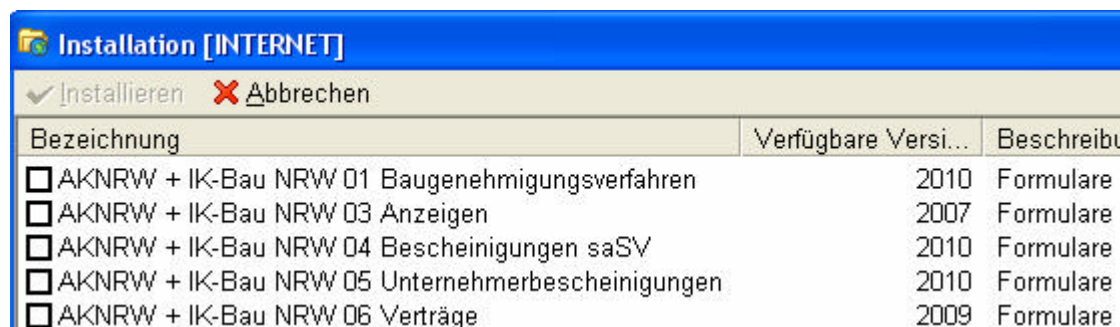 Installation [INTERNET]
Installieren Abbrechen
Bezeichnung Verfügbare Versi... Beschreibu
AKNRW + IK-Bau NRW 01 Baugenehmigungsverfahren 2010 Formulare
AKNRW + IK-Bau NRW 03 Anzeigen 2007 Formulare
AKNRW + IK-Bau NRW 04 Bescheinigungen saSV 2010 Formulare
AKNRW + IK-Bau NRW 05 Unternehmerbescheinigungen 2010 Formulare
AKNRW + IK-Bau NRW 06 Verträge 2009 Formulare